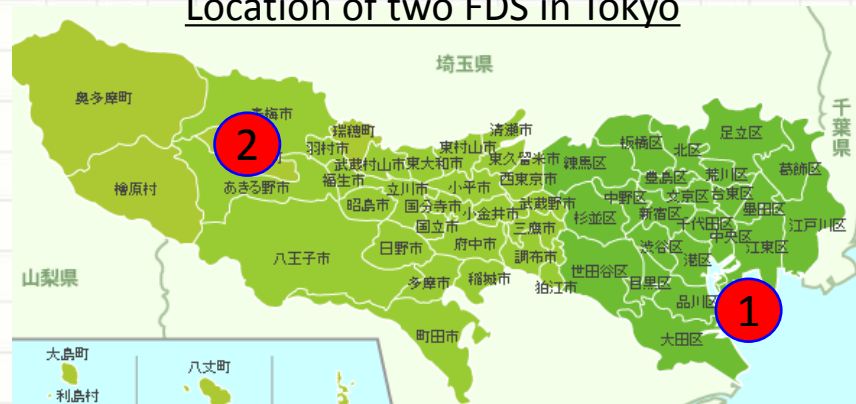 Location of two FDS in Tokyo
埼玉県
千葉県
山梨県
奥多摩町
青梅市
瑞穂町
羽村市
清瀬市
東村山市
武蔵村山市
東大和市
東久留米市
福生市
立川市
小平市
西東京市
檜原村
あきる野市
昭島市
国分寺市
小金井市
武蔵野市
国立市
三鷹市
八王子市
日野市
府中市
調布市
多摩市
稲城市
狛江市
町田市
練馬区
板橋区
北区
足立区
豊島区
荒川区
葛飾区
中野区
文京区
台東区
杉並区
新宿区
千代田区
墨田区
中央区
江戸川区
渋谷区
港区
江東区
世田谷区
目黒区
品川区
大田区
2
1
大島町
利島村
八丈町